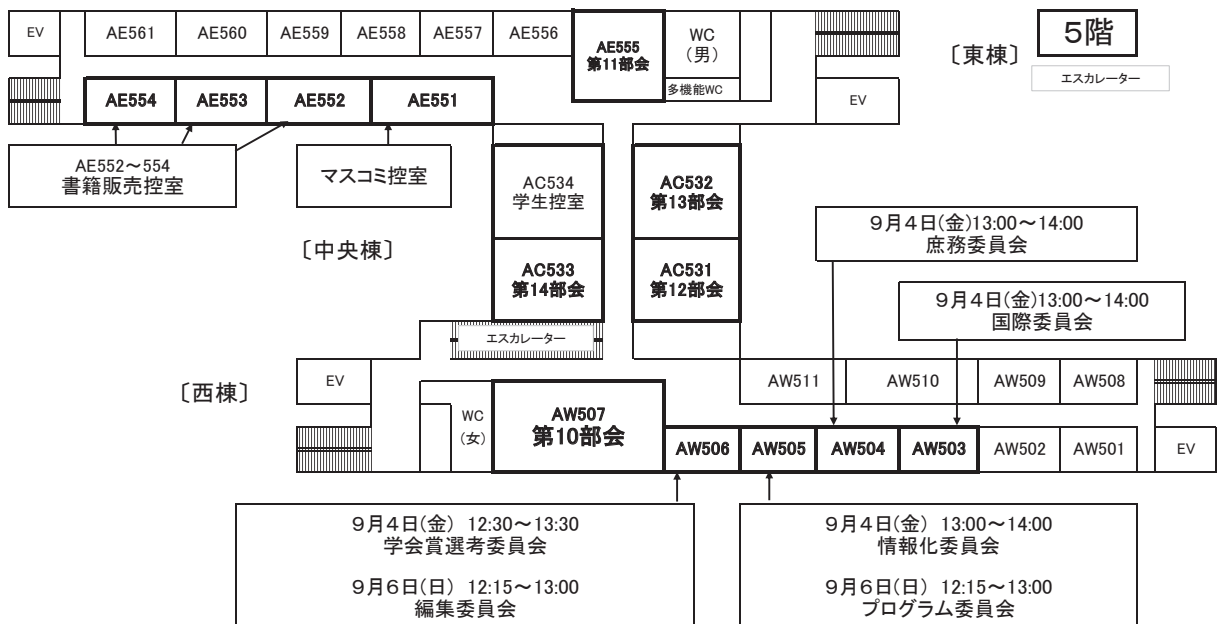 EV
AE561
AE560
AE559
AE558
AE557
AE556
AE555
第11部会
WC
(男)
多機能WC
〔東棟〕
5階
エスカレーター
EV
AE554
AE553
AE552
AE551
AE552～554
書籍販売控室
マスコミ控室
AC534
学生控室
AC532
第13部会
〔中央棟〕
AC533
第14部会
AC531
第12部会
9月4日(金)13:00～14:00
庶務委員会
9月4日(金)13:00～14:00
国際委員会
エスカレーター
〔西棟〕
EV
WC
(女)
AW507
第10部会
AW511
AW510
AW509
AW508
AW506
AW505
AW504
AW503
AW502
AW501
EV
9月4日(金) 12:30～13:30
学会賞選考委員会
9月6日(日) 12:15～13:00
編集委員会
9月4日(金) 13:00～14:00
情報化委員会
9月6日(日) 12:15～13:00
プログラム委員会